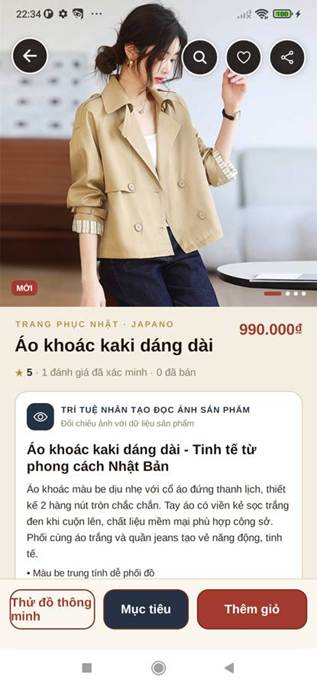 22:34
100
MỚI
TRANG PHỤC NHẬT · JAPANO
990.000₫
Áo khoác kaki dáng dài
★ 5 · 1 đánh giá đã xác minh · 0 đã bán
TRÍ TUỆ NHÂN TẠO ĐỌC ẢNH SẢN PHẨM
Đối chiếu ảnh với dữ liệu sản phẩm
Áo khoác kaki dáng dài - Tinh tế từ
phong cách Nhật Bản
Áo khoác màu be dịu nhẹ với cổ áo đứng thanh lịch, thiết
kế 2 hàng nút tròn chắc chắn. Tay áo có viền kẻ sọc trắng
đen khi cuộn lên, chất liệu mềm mại phù hợp công sở.
Phối cùng áo trắng và quần jeans tạo vẻ năng động, tinh
tế.
• Màu be trung tính dễ phối đồ
Thử đồ thông
minh
Mục tiêu
Thêm giỏ